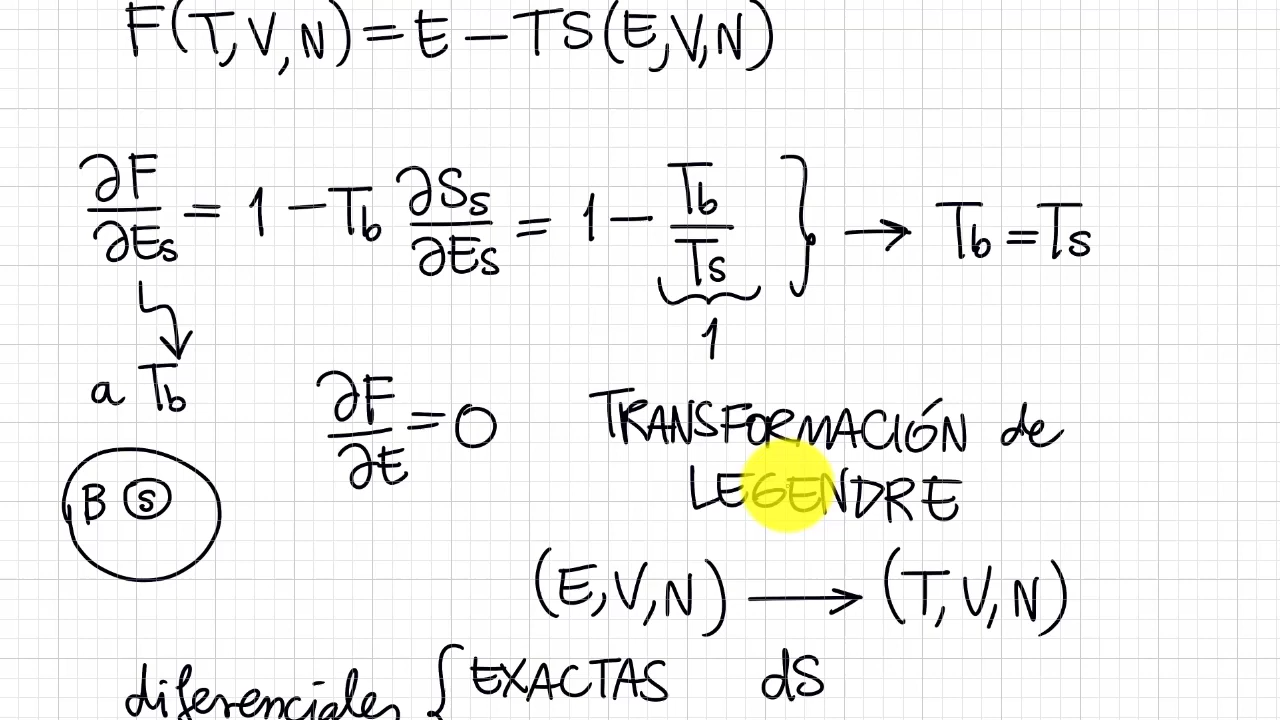 F(T,V,N)=E−TS(E,V,N)
∂F/∂Es = 1−Tb ∂Ss/∂Es = 1− Tb/Ts } → Tb=Ts
1
a Tb
∂F/∂E=0
TRANSFORMACIÓN de
LEGENDRE
B S
(E,V,N) → (T,V,N)
diferenciales { EXACTAS dS